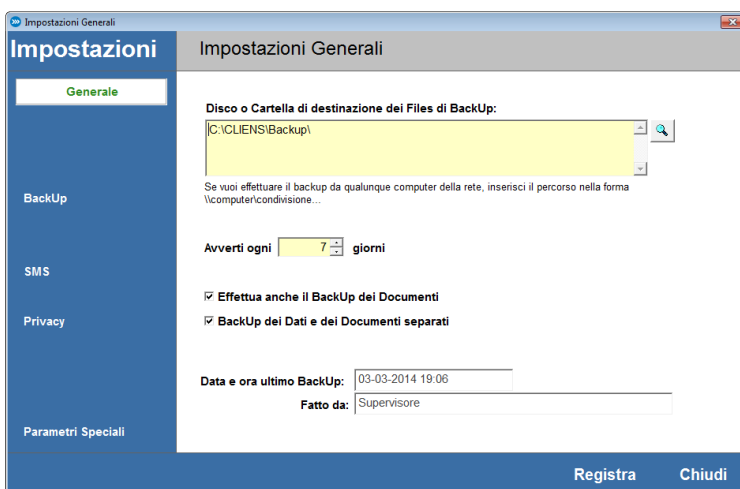 Impostazioni Generali
Impostazioni
Impostazioni Generali
Generale
BackUp
SMS
Privacy
Parametri Speciali
Disco o Cartella di destinazione dei Files di BackUp:
C:\CLIENS\Backup\
Se vuoi effettuare il backup da qualunque computer della rete, inserisci il percorso nella forma
\\computer\condivisione...
Avverti ogni 7 giorni
Effettua anche il BackUp dei Documenti
BackUp dei Dati e dei Documenti separati
Data e ora ultimo BackUp: 03-03-2014 19:06
Fatto da: Supervisore
Registra Chiudi